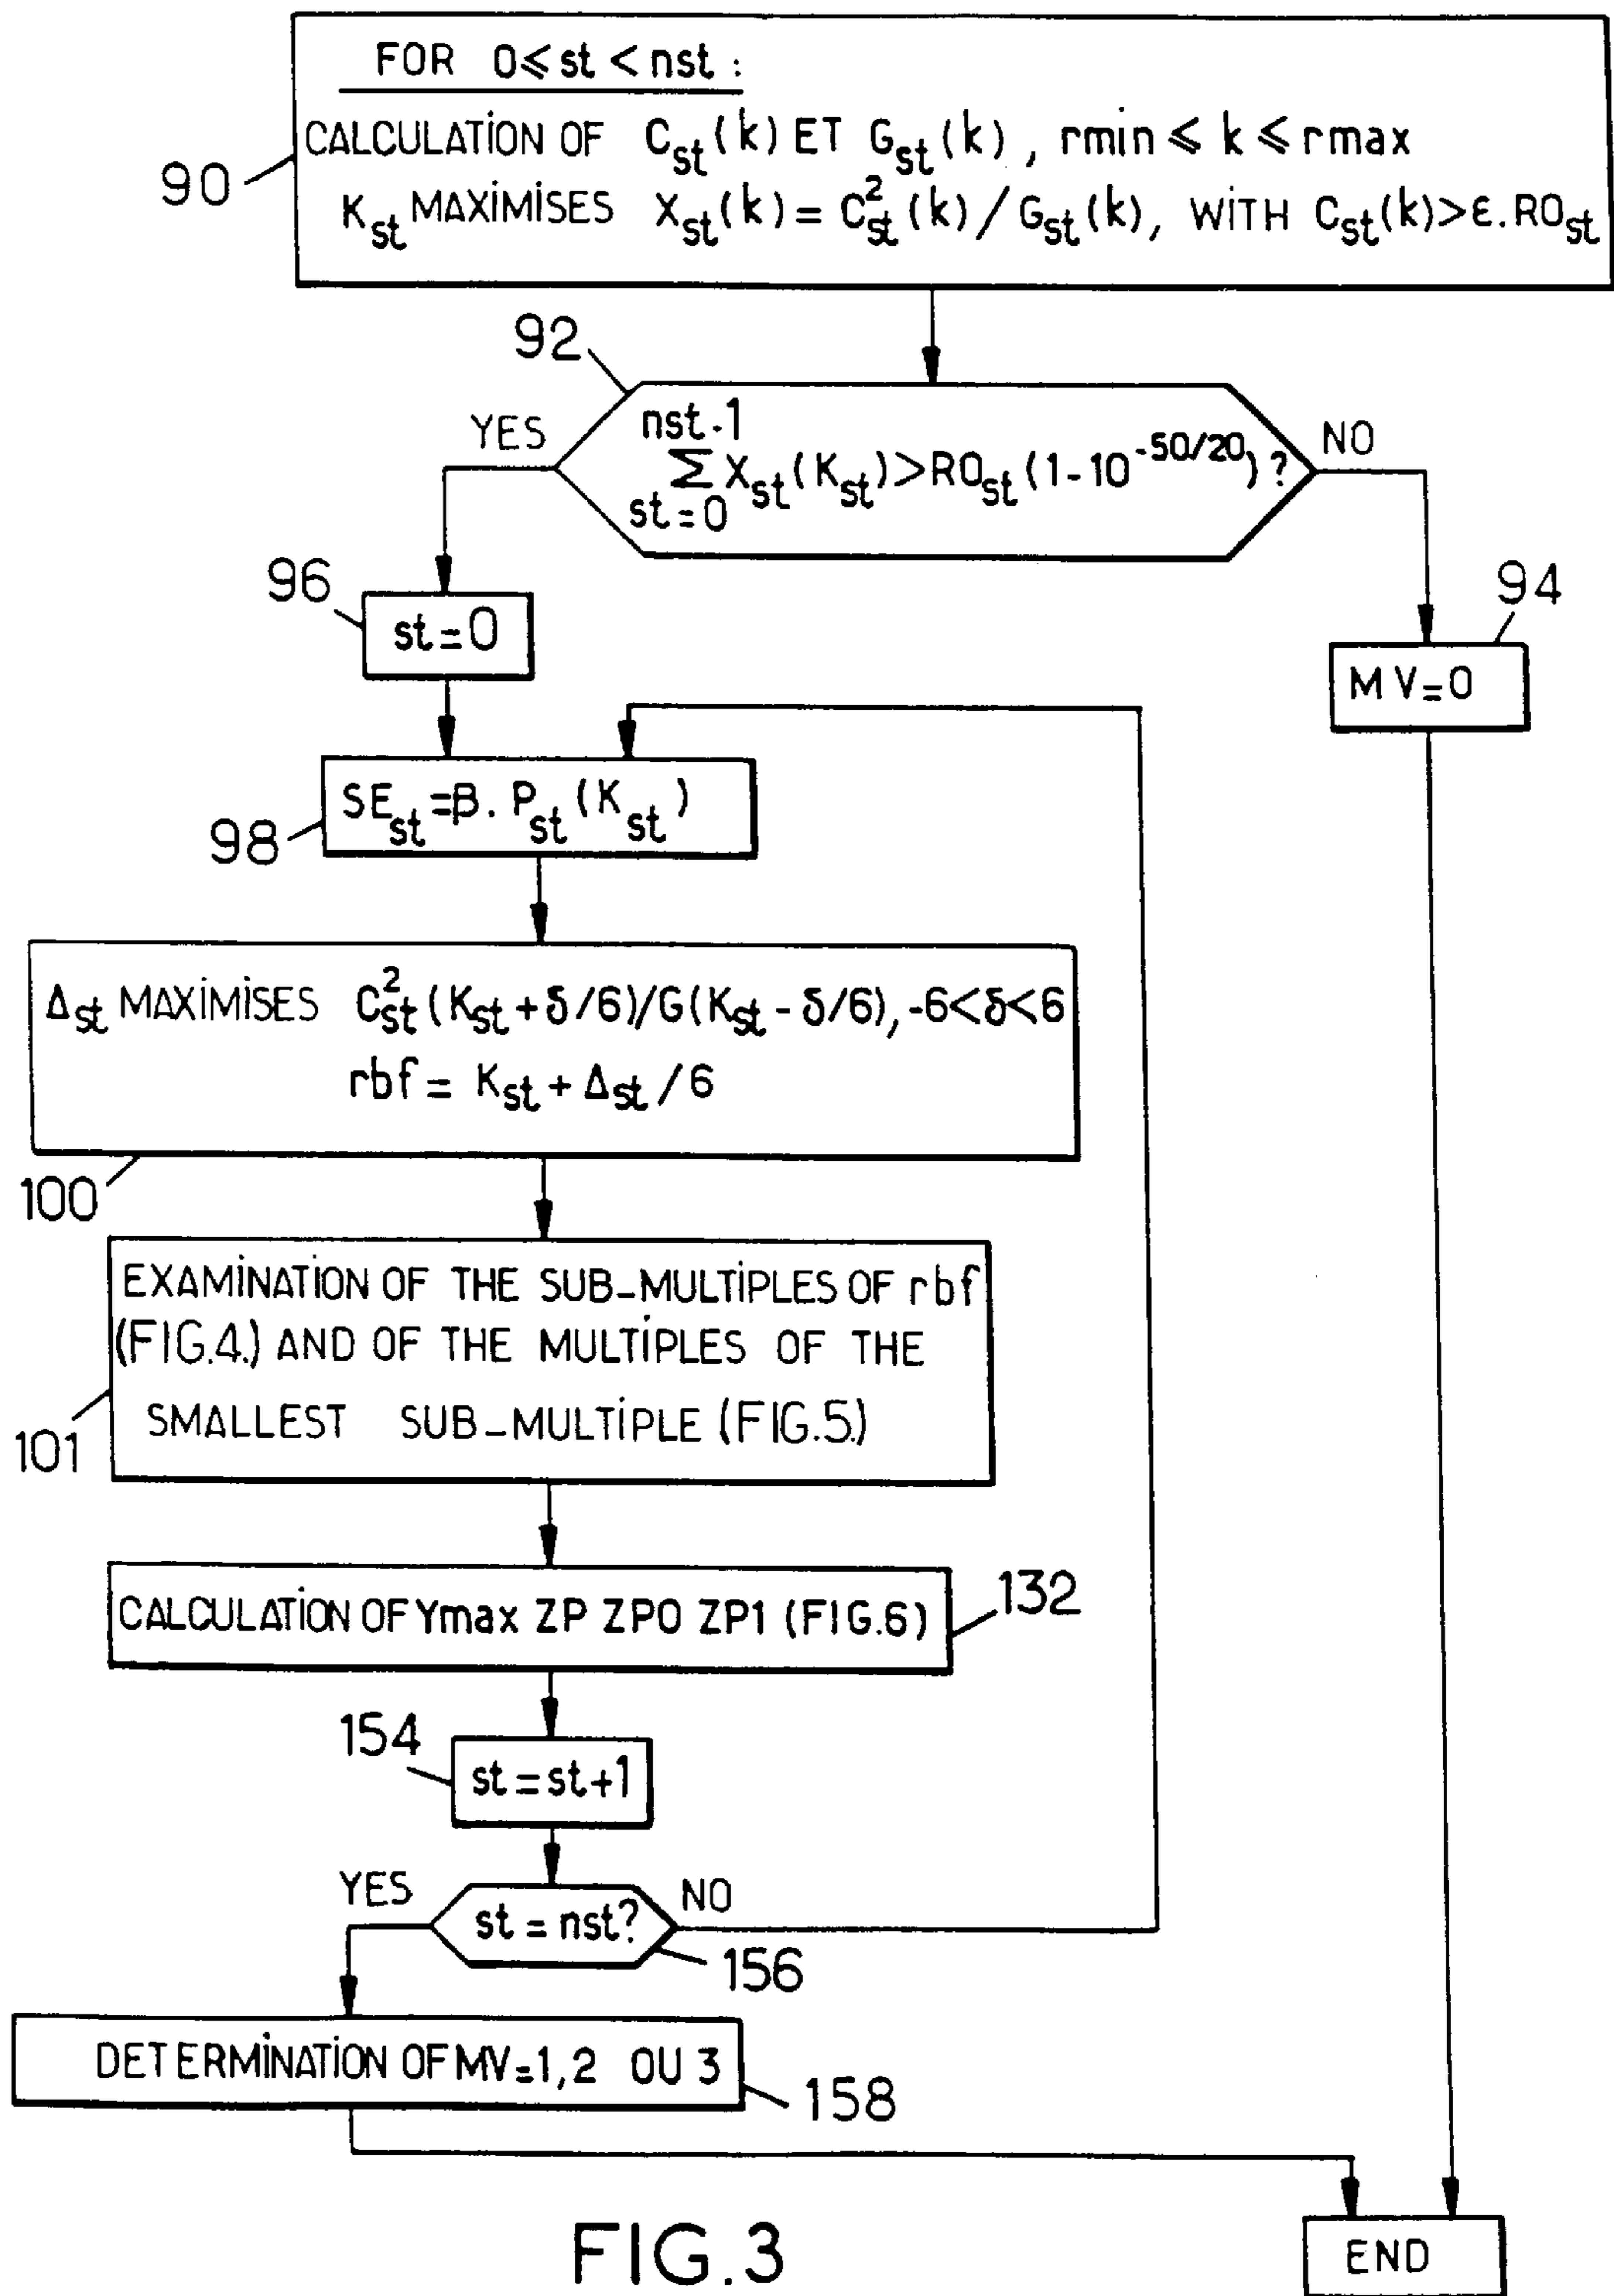 FOR 0≤st<nst:
CALCULATION OF C_st(k) ET G_st(k), rmin ≤ k ≤ rmax
90
K_st MAXIMISES X_st(k) = C²_st(k)/G_st(k), WITH C_st(k)>ε.RO_st
92
YES
nst-1
Σ X_st(K_st)>RO_st(1-10^-50/20)?
st=0
NO
96
st=0
94
MV=0
SE_st=β.P_st(K_st)
98
Δ_st MAXIMISES C²_st(K_st+δ/6)/G(K_st-δ/6),-6<δ<6
rbf = K_st+Δ_st/6
100
EXAMINATION OF THE SUB-MULTIPLES OF rbf
(FIG.4.) AND OF THE MULTIPLES OF THE
SMALLEST SUB-MULTIPLE (FIG.5.)
101
CALCULATION OF Ymax ZP ZP0 ZP1 (FIG.6)
132
154
st=st+1
YES
st=nst?
NO
156
DETERMINATION OF MV=1,2 OU 3
158
FIG.3
END